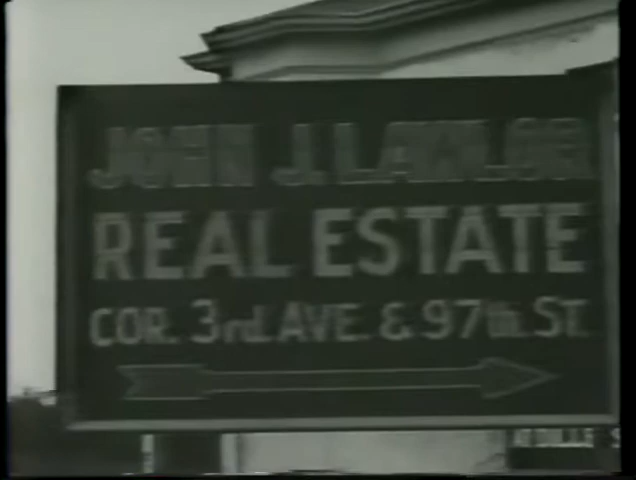 JOHN J. LAWLOR
REAL ESTATE
COR. 3rd. AVE. & 97th. ST.